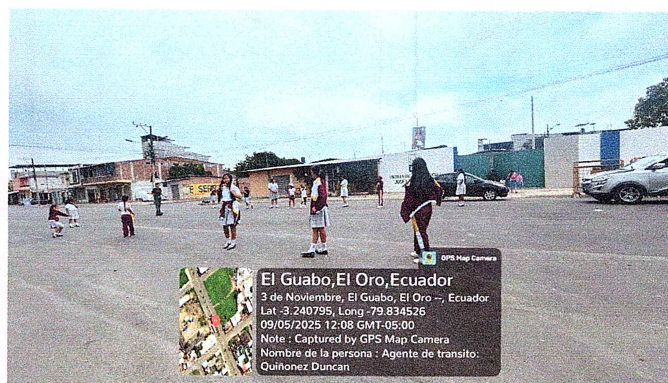 GPS Map Camera
El Guabo,El Oro,Ecuador
3 de Noviembre, El Guabo, El Oro --, Ecuador
Lat -3.240795, Long -79.834526
09/05/2025 12:08 GMT-05:00
Note : Captured by GPS Map Camera
Nombre de la persona : Agente de transito:
Quiñonez Duncan